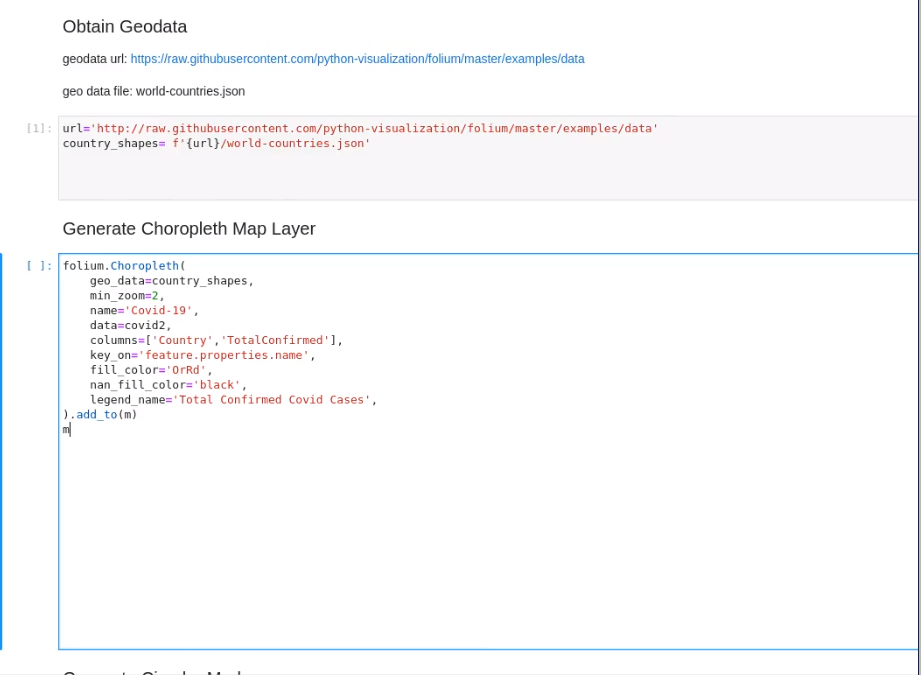 Obtain Geodata
geodata url: https://raw.githubusercontent.com/python-visualization/folium/master/examples/data
geo data file: world-countries.json
[1]: url='http://raw.githubusercontent.com/python-visualization/folium/master/examples/data'
country_shapes= f'{url}/world-countries.json'
Generate Choropleth Map Layer
[ ]: folium.Choropleth(
    geo_data=country_shapes,
    min_zoom=2,
    name='Covid-19',
    data=covid2,
    columns=['Country','TotalConfirmed'],
    key_on='feature.properties.name',
    fill_color='OrRd',
    nan_fill_color='black',
    legend_name='Total Confirmed Covid Cases',
).add_to(m)
m